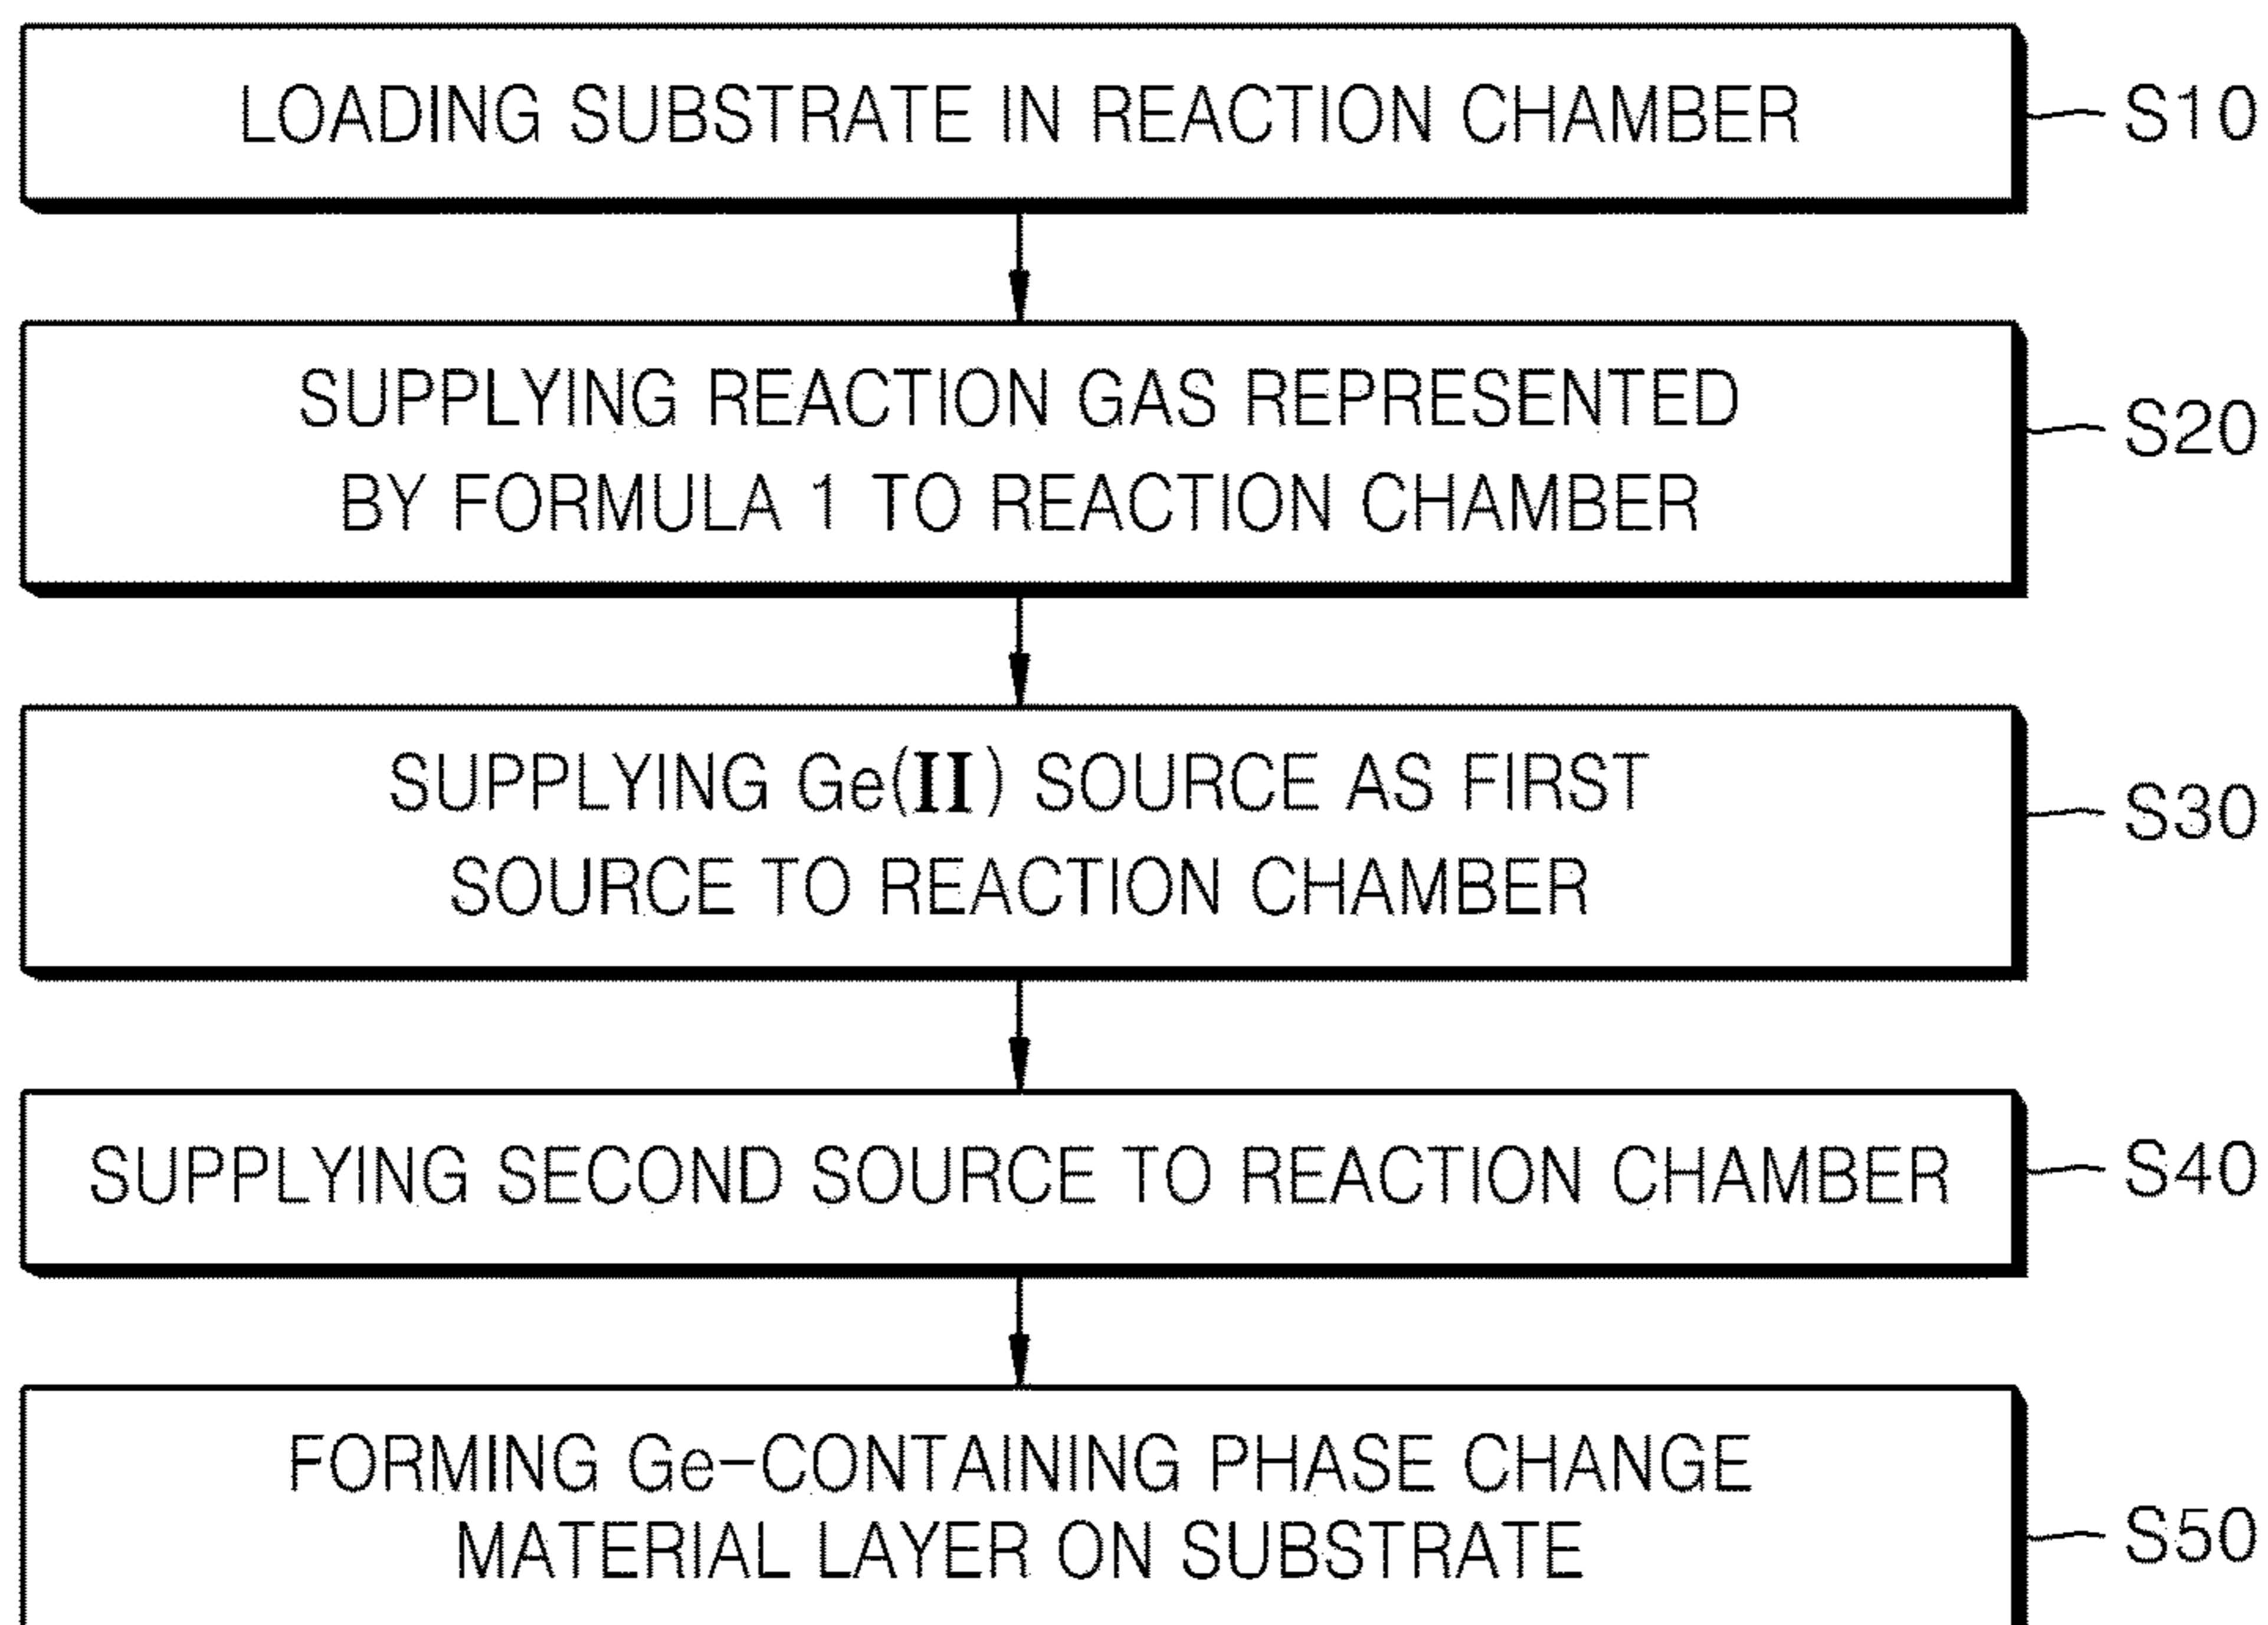 LOADING SUBSTRATE IN REACTION CHAMBER
S10
SUPPLYING REACTION GAS REPRESENTED
BY FORMULA 1 TO REACTION CHAMBER
S20
SUPPLYING Ge(II) SOURCE AS FIRST
SOURCE TO REACTION CHAMBER
S30
SUPPLYING SECOND SOURCE TO REACTION CHAMBER
S40
FORMING Ge-CONTAINING PHASE CHANGE
MATERIAL LAYER ON SUBSTRATE
S50